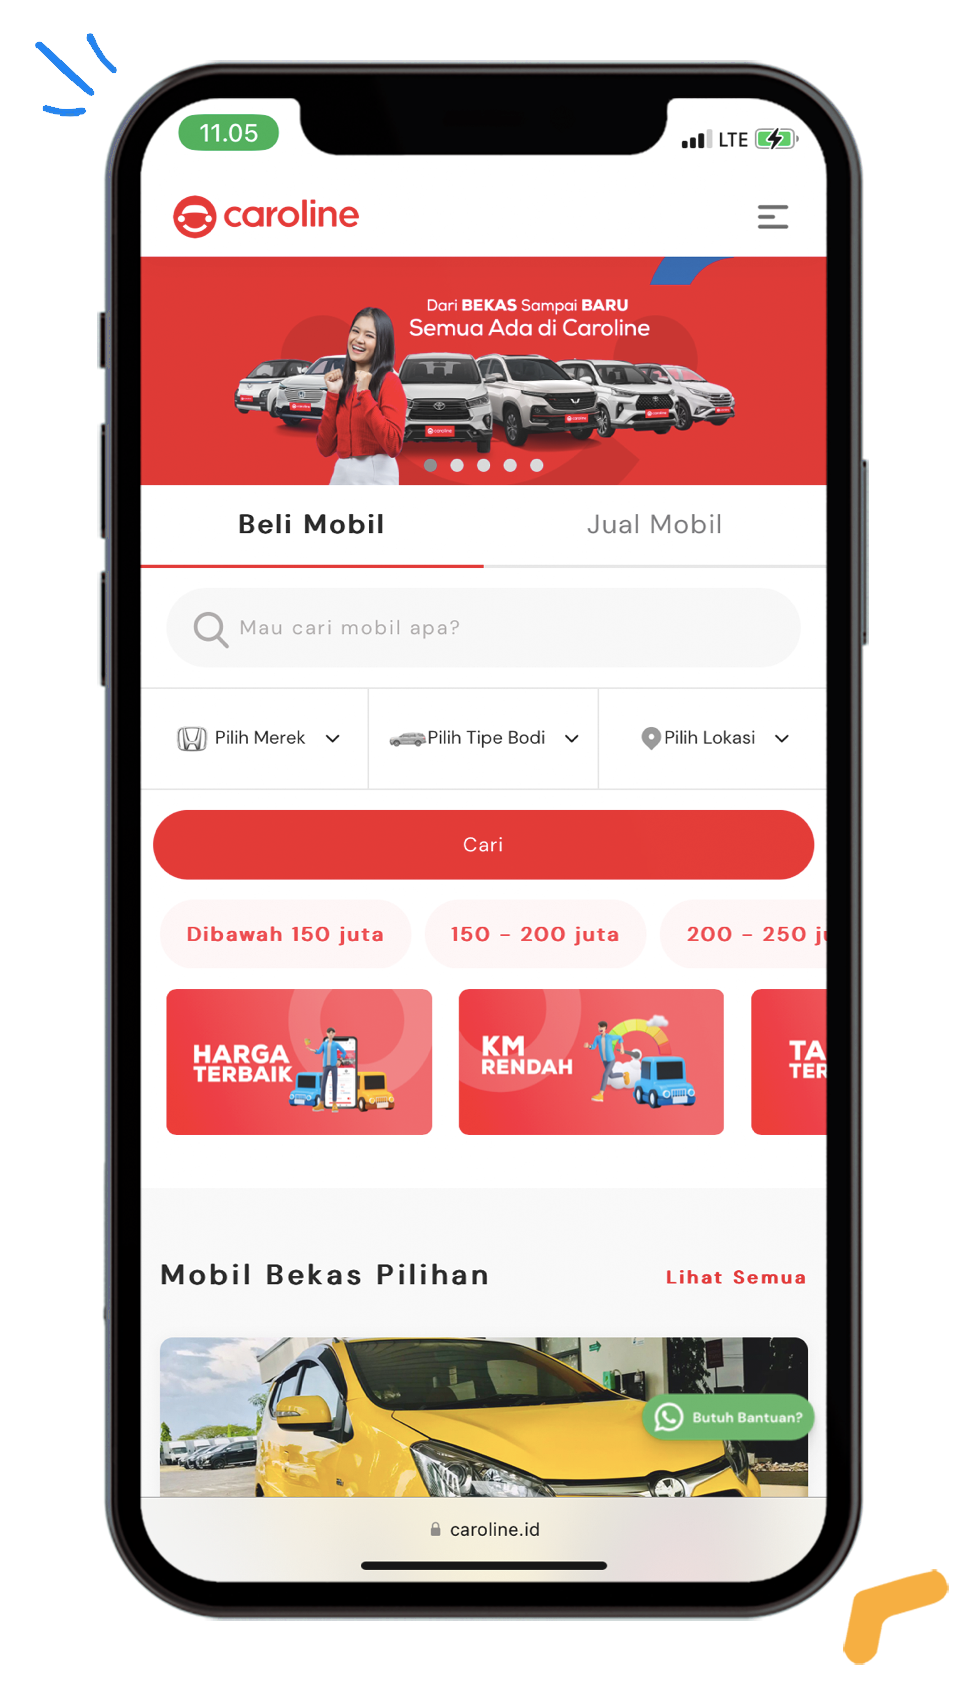 11.05
LTE
caroline
Dari BEKAS Sampai BARU
Semua Ada di Caroline
caroline
Beli Mobil
Jual Mobil
Mau cari mobil apa?
Pilih Merek
Pilih Tipe Bodi
Pilih Lokasi
Cari
Dibawah 150 juta
150 - 200 juta
200 - 250 ju
HARGA
TERBAIK
KM
RENDAH
TA
TER
Mobil Bekas Pilihan
Lihat Semua
Butuh Bantuan?
caroline.id